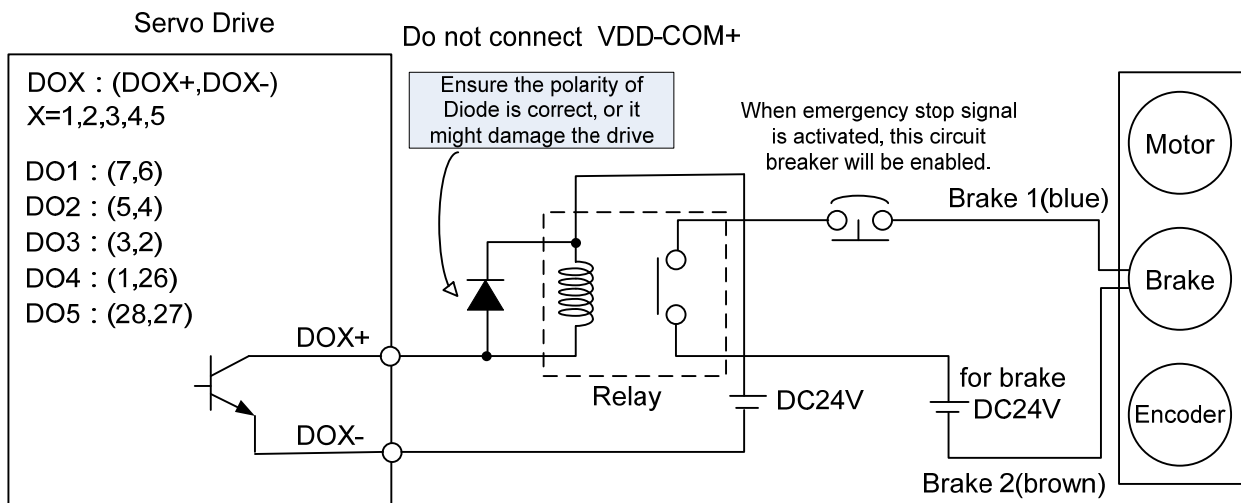 Servo Drive
Do not connect VDD-COM+
DOX : (DOX+,DOX-)
X=1,2,3,4,5
DO1 : (7,6)
DO2 : (5,4)
DO3 : (3,2)
DO4 : (1,26)
DO5 : (28,27)
Ensure the polarity of
Diode is correct, or it
might damage the drive
When emergency stop signal
is activated, this circuit
breaker will be enabled.
Motor
Brake 1(blue)
Brake
DOX+
Relay
DC24V
for brake
DC24V
Encoder
DOX-
Brake 2(brown)